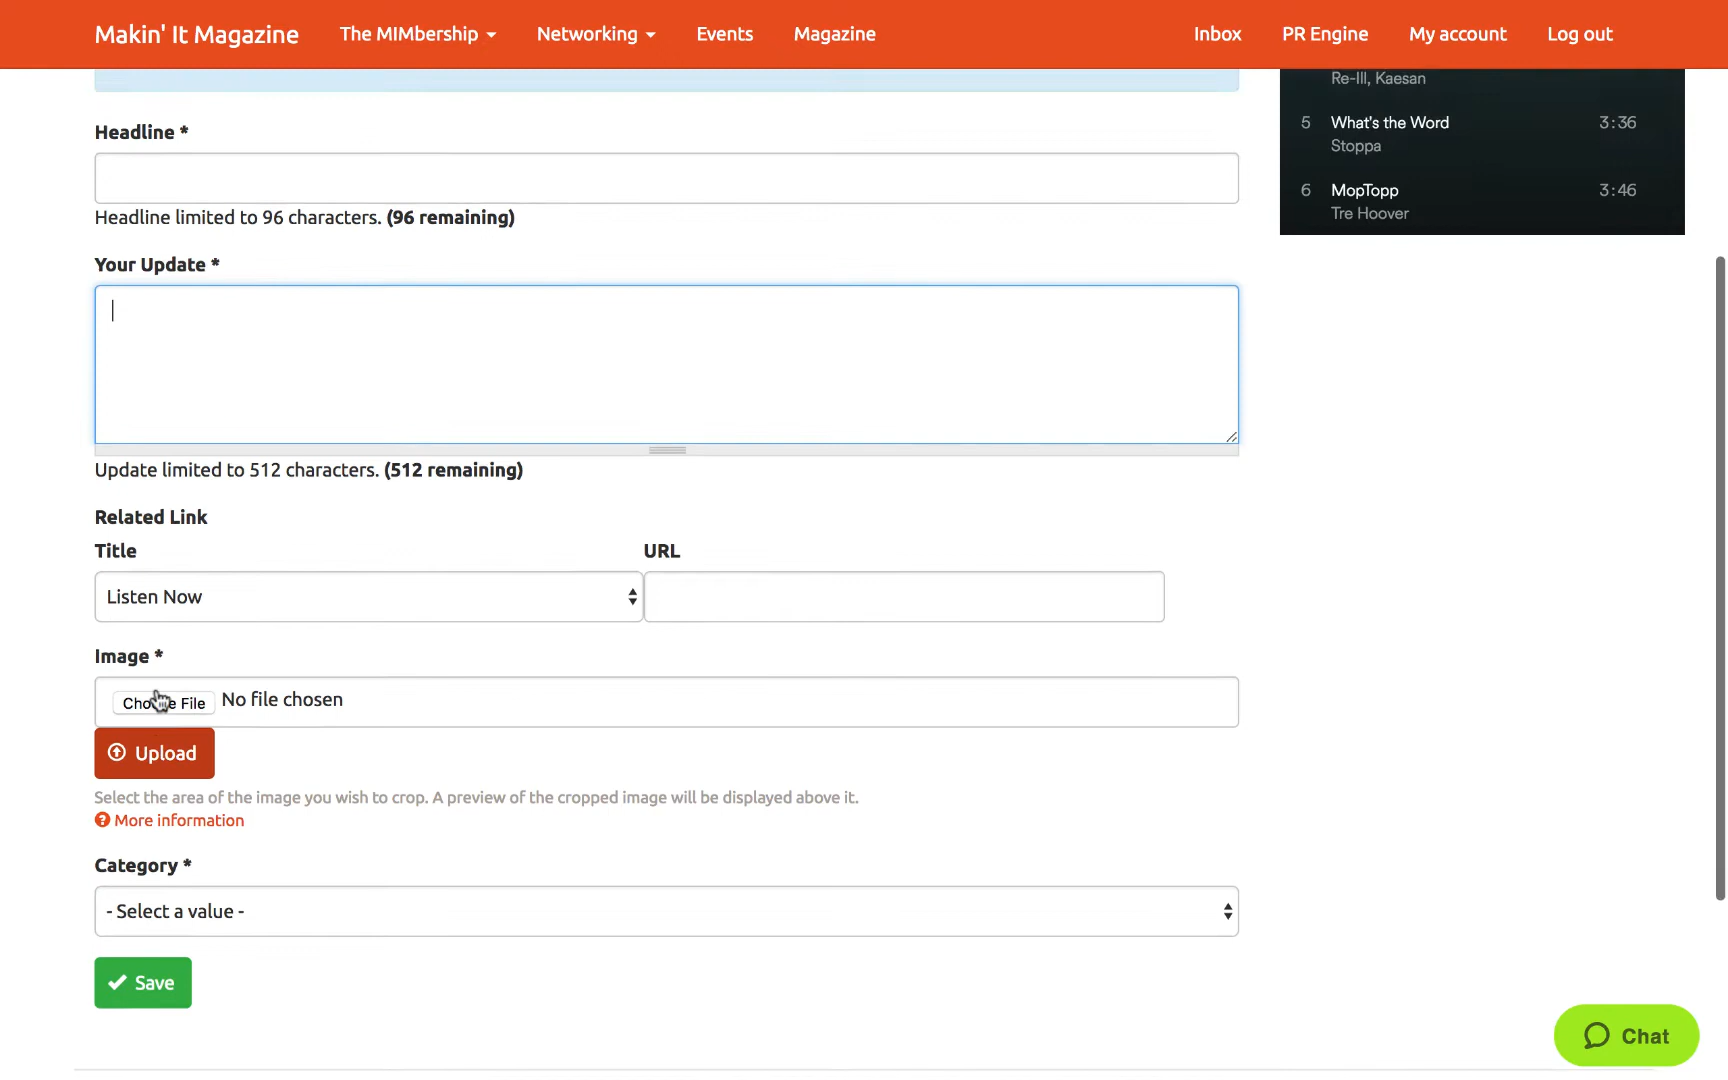 Makin' It Magazine The MIMbership Networking Events Magazine Inbox PR Engine My account Log out
Re-Ill, Kaesan
5 What's the Word 3:36
Stoppa
6 MopTopp 3:46
Tre Hoover
Headline *
Headline limited to 96 characters. (96 remaining)
Your Update *
Update limited to 512 characters. (512 remaining)
Related Link
Title URL
Listen Now
Image *
Choose File No file chosen
Upload
Select the area of the image you wish to crop. A preview of the cropped image will be displayed above it.
More information
Category *
- Select a value -
Save
Chat